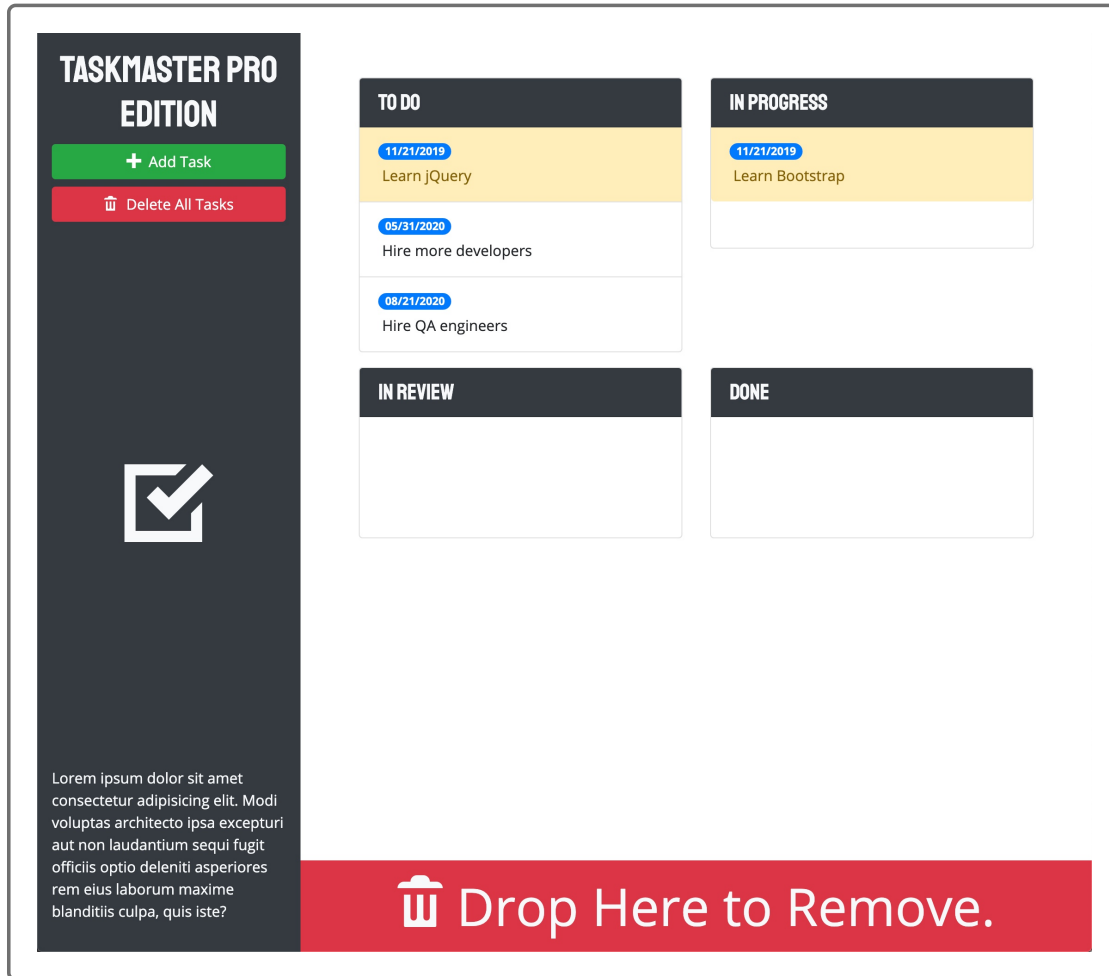 TASKMASTER PRO
EDITION
Add Task
Delete All Tasks
Lorem ipsum dolor sit amet
consectetur adipisicing elit. Modi
voluptas architecto ipsa excepturi
aut non laudantium sequi fugit
officiis optio deleniti asperiores
rem eius laborum maxime
blanditiis culpa, quis iste?
TO DO
11/21/2019
Learn jQuery
05/31/2020
Hire more developers
08/21/2020
Hire QA engineers
IN PROGRESS
11/21/2019
Learn Bootstrap
IN REVIEW
DONE
Drop Here to Remove.